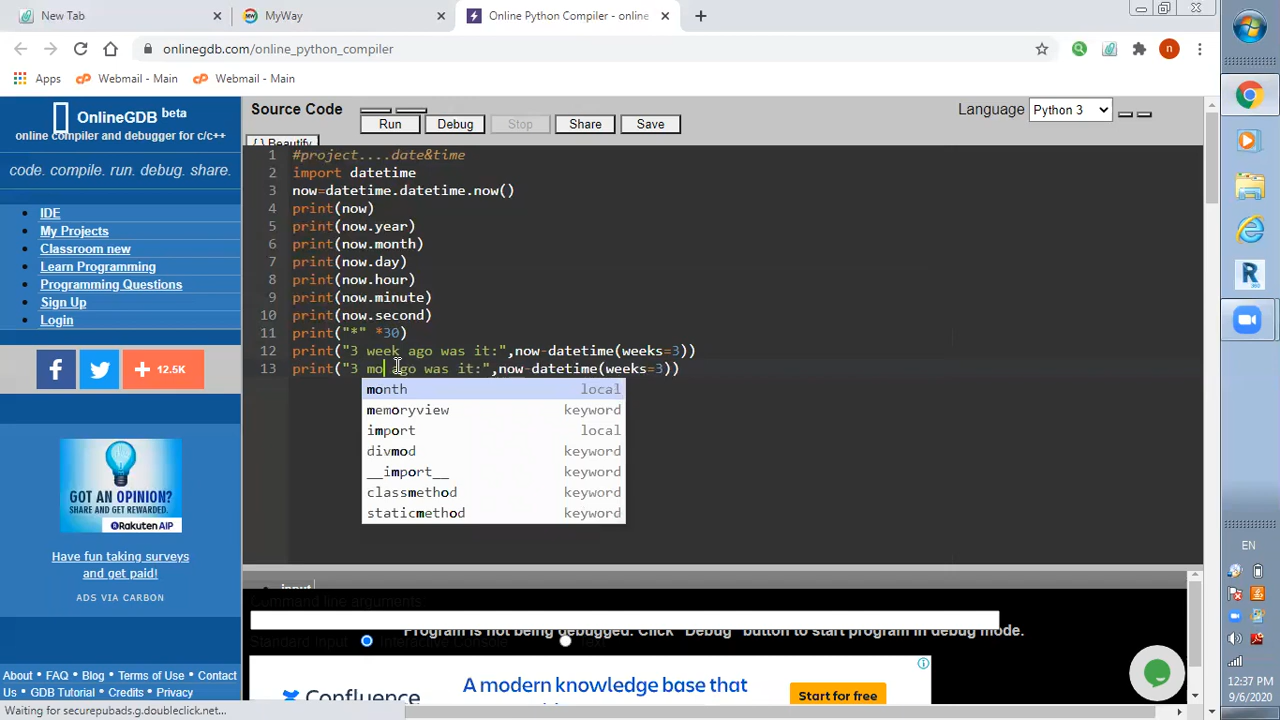 New Tab
MyWay
Online Python Compiler - online
onlinegdb.com/online_python_compiler
n
Apps
Webmail - Main
Webmail - Main
OnlineGDB beta
online compiler and debugger for c/c++
code. compile. run. debug. share.
IDE
My Projects
Classroom new
Learn Programming
Programming Questions
Sign Up
Login
12.5K
GOT AN OPINION?
SHARE AND GET REWARDED.
Rakuten AIP
Have fun taking surveys
and get paid!
ADS VIA CARBON
About • FAQ • Blog • Terms of Use • Contact
Us • GDB Tutorial • Credits • Privacy
Waiting for securepubads.g.doubleclick.net...
Source Code
Run
Debug
Stop
Share
Save
Language
Python 3
{ } Beautify
1 #project....date&time
2 import datetime
3 now=datetime.datetime.now()
4 print(now)
5 print(now.year)
6 print(now.month)
7 print(now.day)
8 print(now.hour)
9 print(now.minute)
10 print(now.second)
11 print("*" *30)
12 print("3 week ago was it:",now-datetime(weeks=3))
13 print("3 mo ago was it:",now-datetime(weeks=3))
month local
memoryview keyword
import local
divmod keyword
__import__ keyword
classmethod keyword
staticmethod keyword
input
Command line arguments:
Program is not being debugged. Click "Debug" button to start program in debug mode.
Standard Input:
Interactive Console
Text
Confluence
A modern knowledge base that
Start for free
EN
12:37 PM
9/6/2020